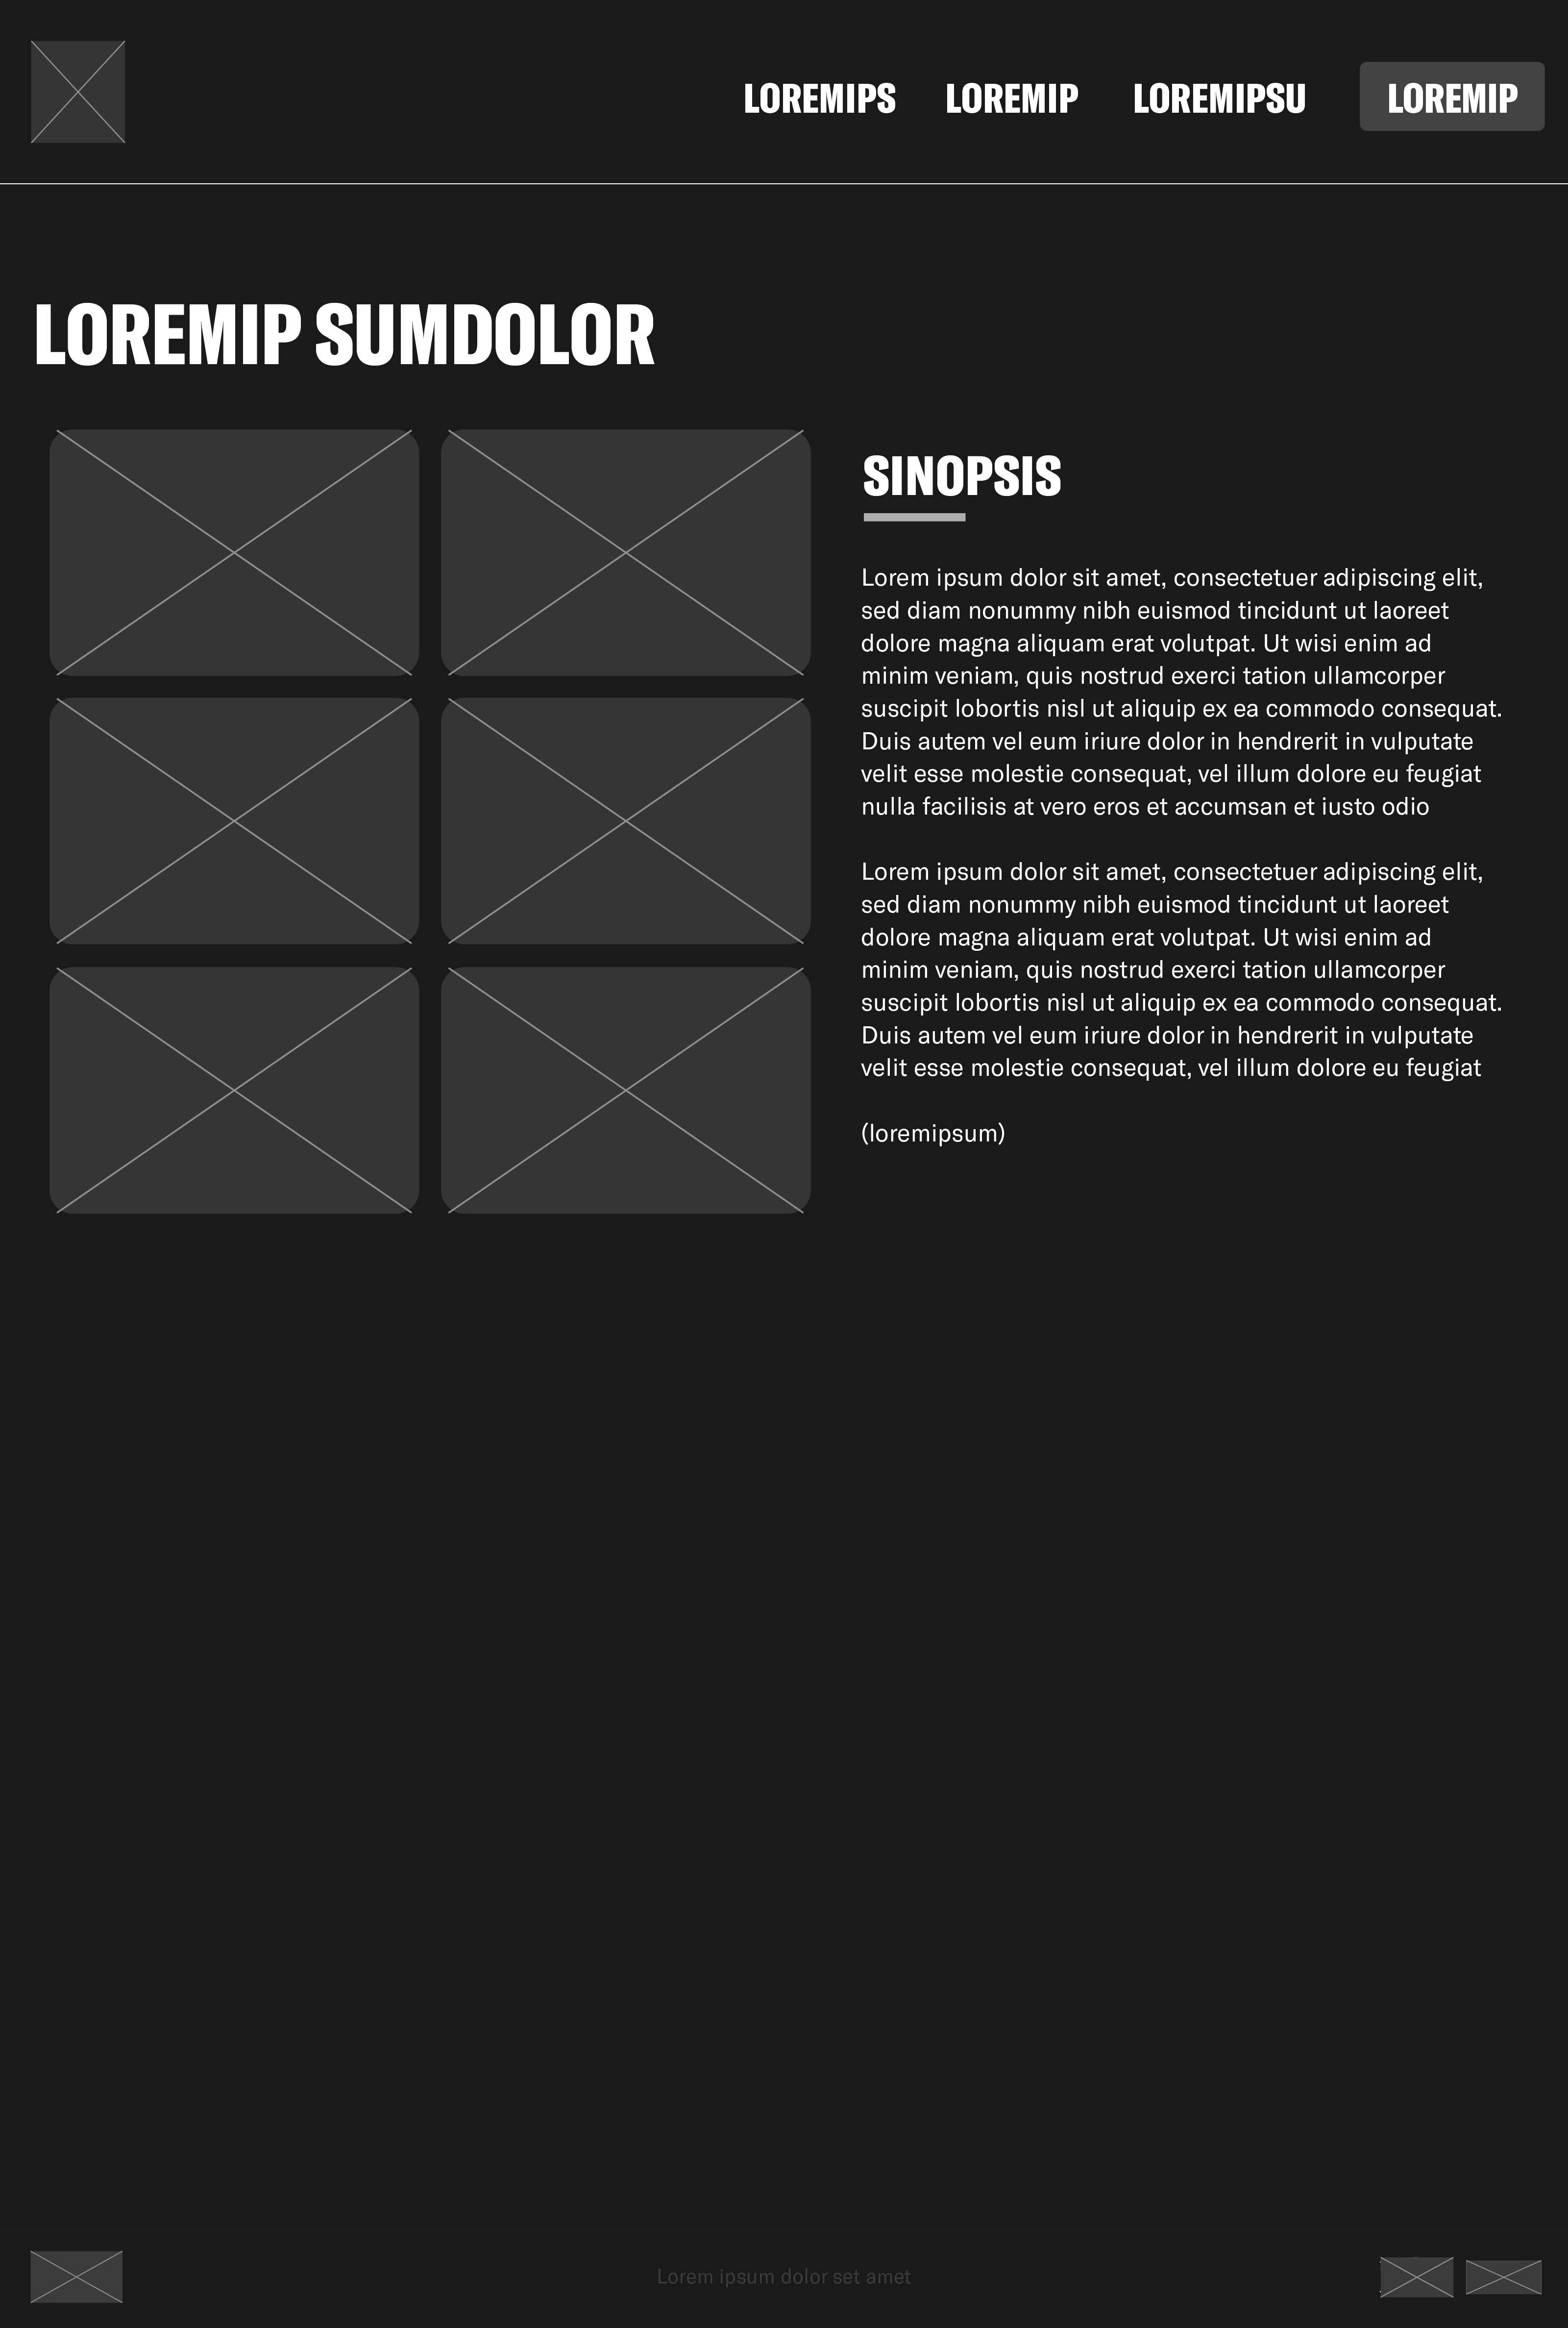 LOREMIPS LOREMIP LOREMIPSU LOREMIP
LOREMIP SUMDOLOR
SINOPSIS
Lorem ipsum dolor sit amet, consectetuer adipiscing elit,
sed diam nonummy nibh euismod tincidunt ut laoreet
dolore magna aliquam erat volutpat. Ut wisi enim ad
minim veniam, quis nostrud exerci tation ullamcorper
suscipit lobortis nisl ut aliquip ex ea commodo consequat.
Duis autem vel eum iriure dolor in hendrerit in vulputate
velit esse molestie consequat, vel illum dolore eu feugiat
nulla facilisis at vero eros et accumsan et iusto odio
Lorem ipsum dolor sit amet, consectetuer adipiscing elit,
sed diam nonummy nibh euismod tincidunt ut laoreet
dolore magna aliquam erat volutpat. Ut wisi enim ad
minim veniam, quis nostrud exerci tation ullamcorper
suscipit lobortis nisl ut aliquip ex ea commodo consequat.
Duis autem vel eum iriure dolor in hendrerit in vulputate
velit esse molestie consequat, vel illum dolore eu feugiat
(loremipsum)
Lorem ipsum dolor set amet